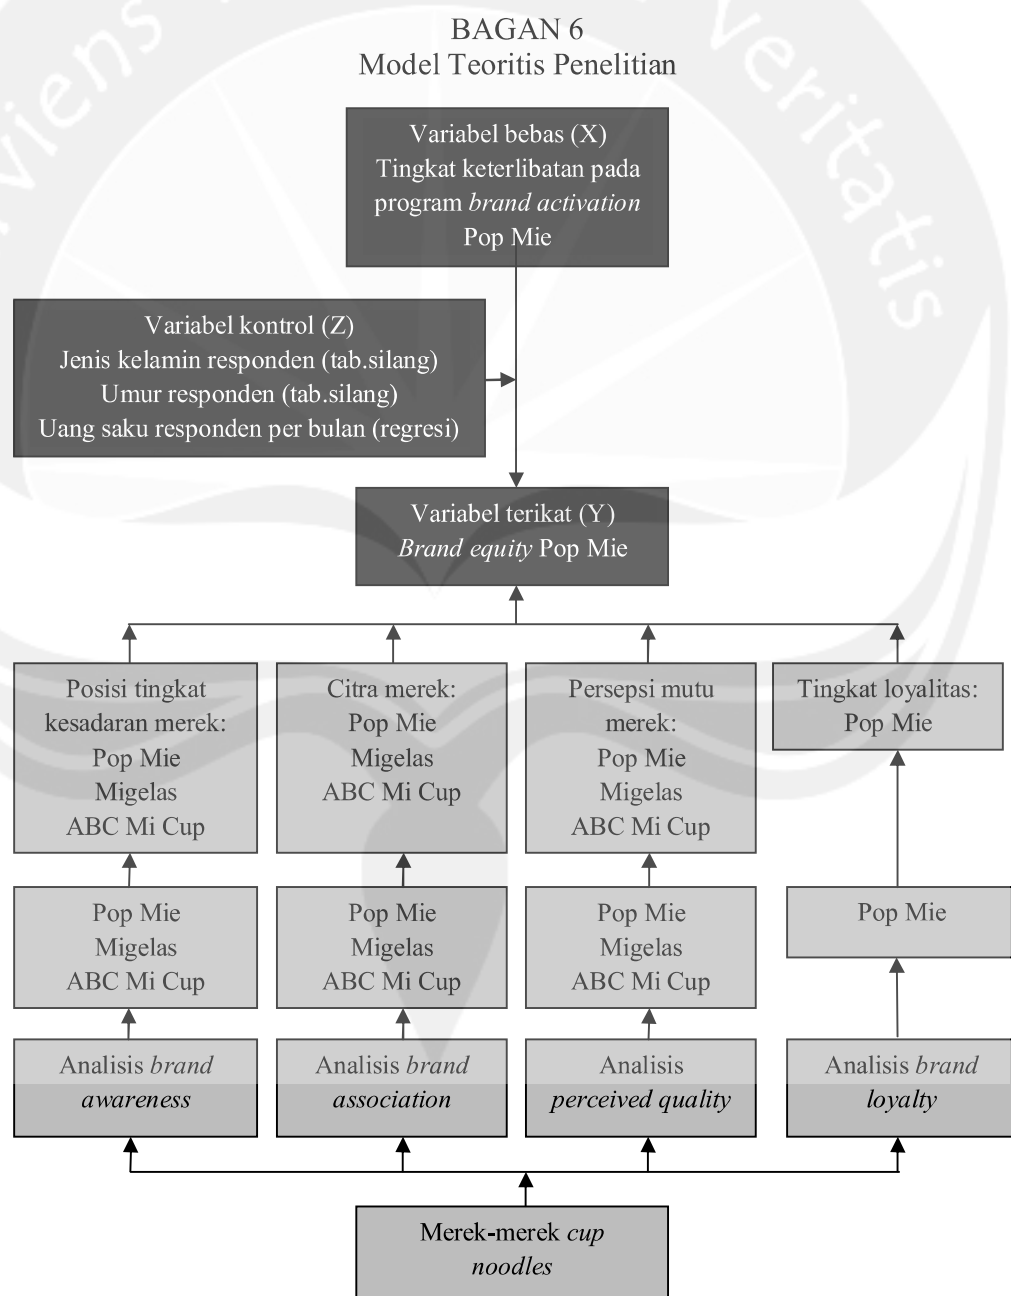 viens
Veritatis
BAGAN 6
Model Teoritis Penelitian
Variabel bebas (X)
Tingkat keterlibatan pada
program brand activation
Pop Mie
Variabel kontrol (Z)
Jenis kelamin responden (tab.silang)
Umur responden (tab.silang)
Uang saku responden per bulan (regresi)
Variabel terikat (Y)
Brand equity Pop Mie
Posisi tingkat
kesadaran merek:
Pop Mie
Migelas
ABC Mi Cup
Citra merek:
Pop Mie
Migelas
ABC Mi Cup
Persepsi mutu
merek:
Pop Mie
Migelas
ABC Mi Cup
Tingkat loyalitas:
Pop Mie
Pop Mie
Migelas
ABC Mi Cup
Pop Mie
Migelas
ABC Mi Cup
Pop Mie
Migelas
ABC Mi Cup
Pop Mie
Analisis brand
awareness
Analisis brand
association
Analisis
perceived quality
Analisis brand
loyalty
Merek-merek cup
noodles